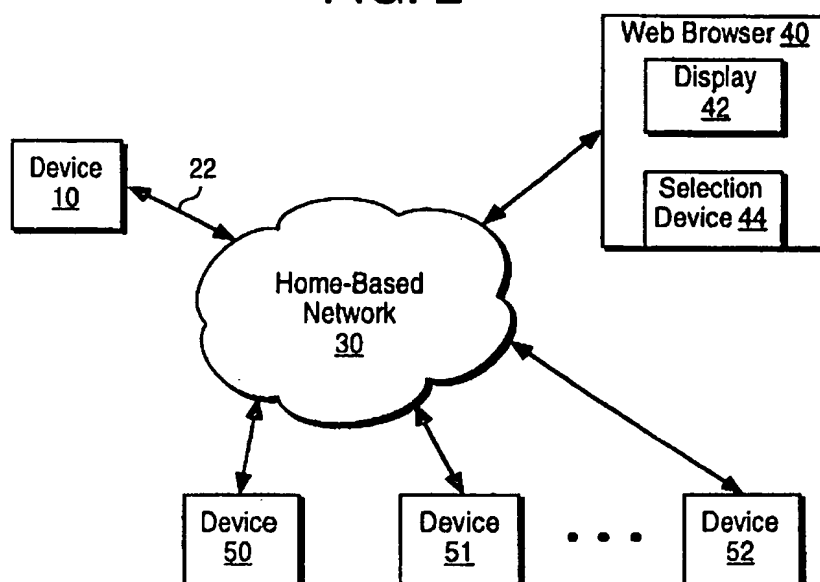 Web Browser 40
Display
42
Selection
Device 44
Device
10
22
Home-Based
Network
30
Device
50
Device
51
Device
52